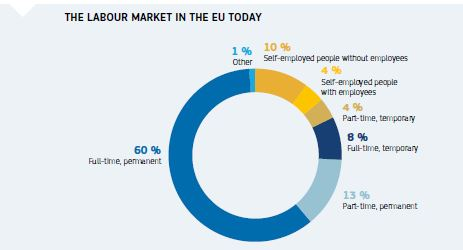 THE LABOUR MARKET IN THE EU TODAY
1 %
Other
10 %
Self-employed people without employees
4 %
Self-employed people
with employees
4 %
Part-time, temporary
8 %
Full-time, temporary
13 %
Part-time, permanent
60 %
Full-time, permanent